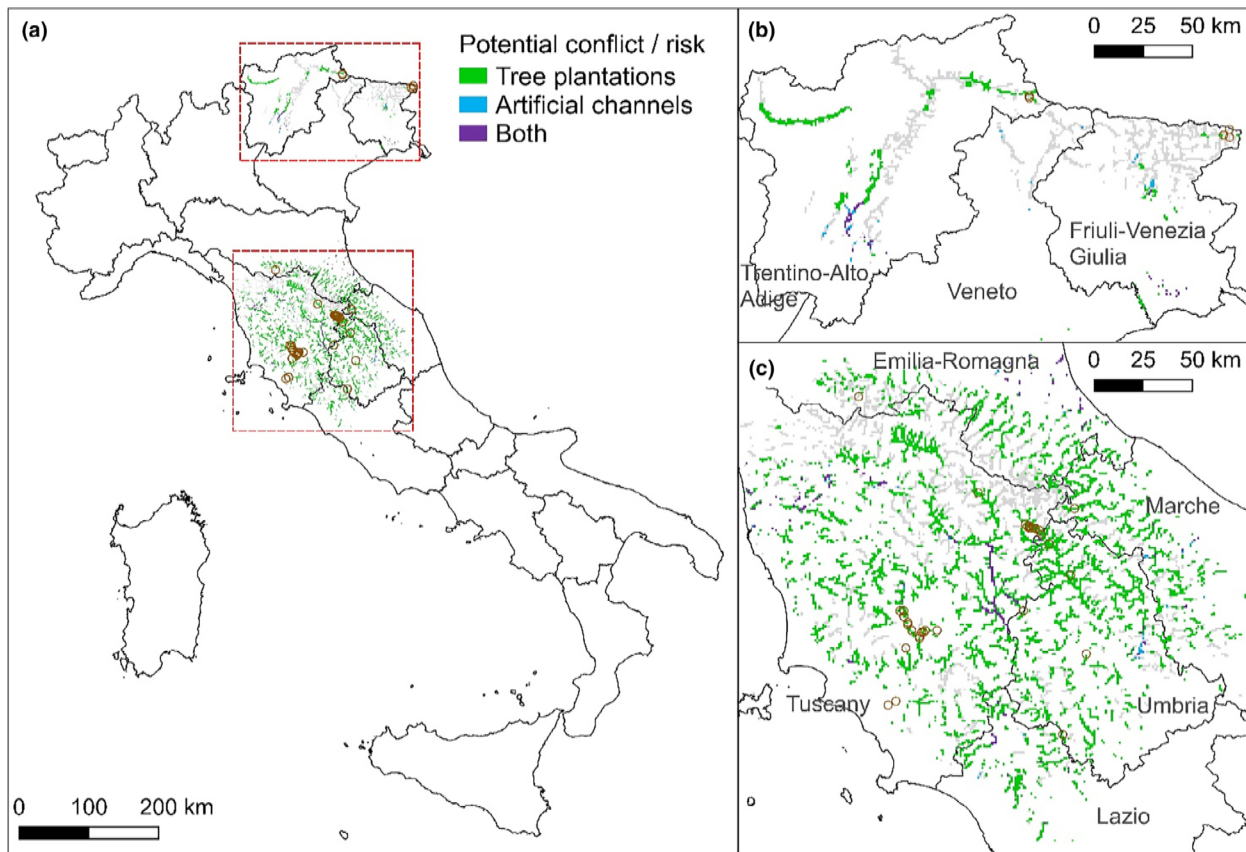 (a)
Potential conflict / risk
Tree plantations
Artificial channels
Both
0 100 200 km
(b)
0 25 50 km
Trentino-Alto
Adige
Veneto
Friuli-Venezia
Giulia
(c)
Emilia-Romagna
0 25 50 km
Marche
Tuscany
Umbria
Lazio